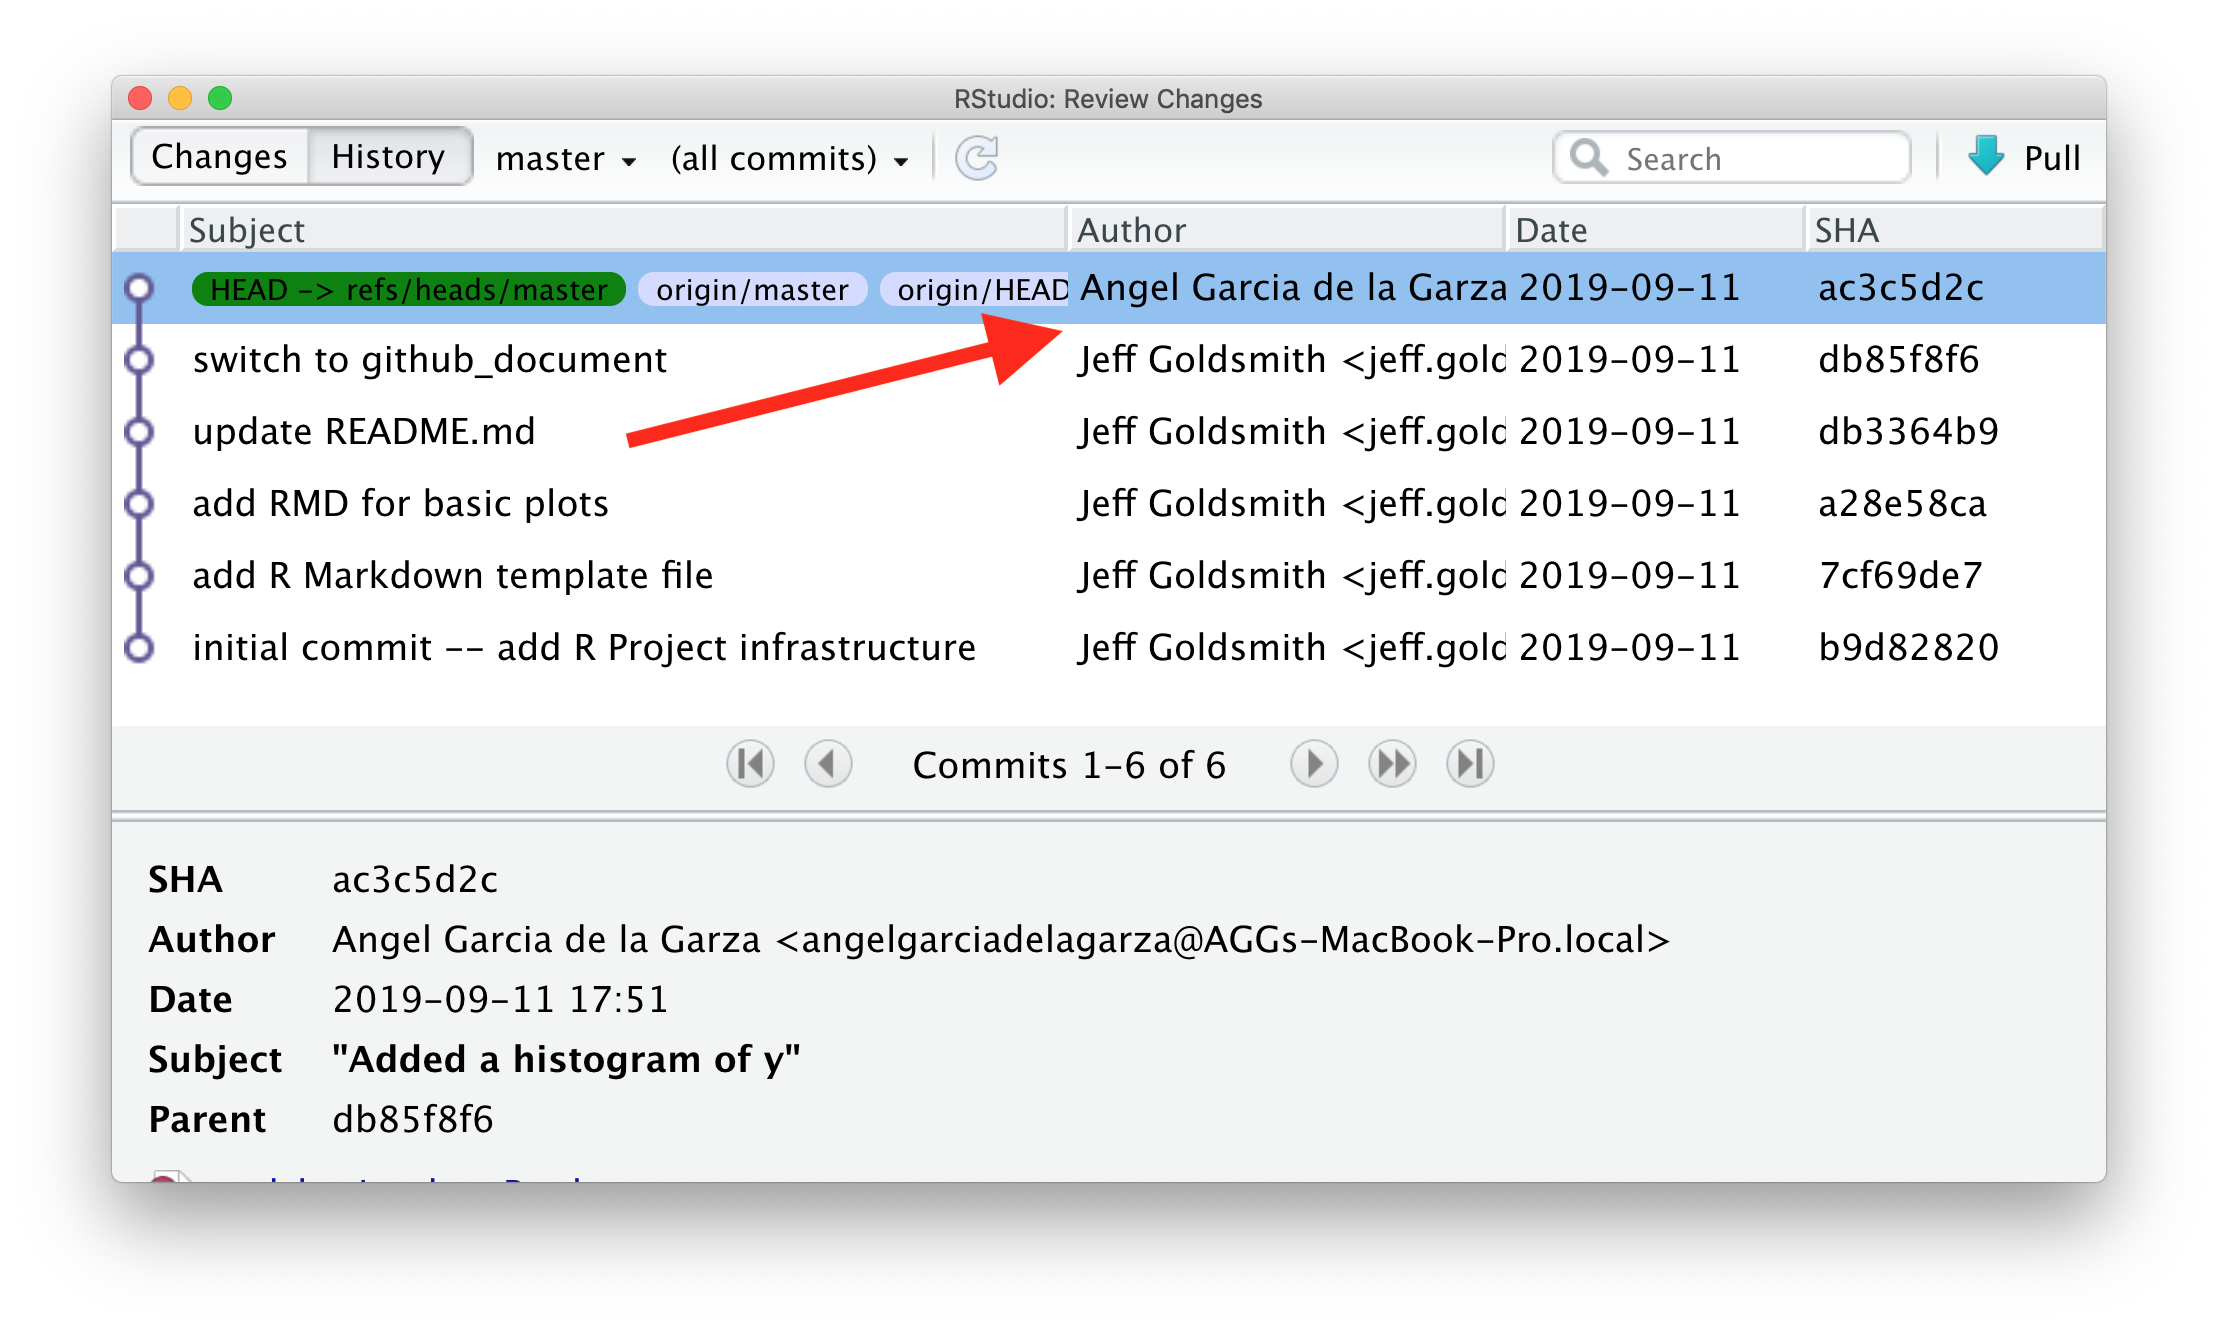 RStudio: Review Changes
Changes History master (all commits) Search Pull
Subject Author Date SHA
HEAD -> refs/heads/master origin/master origin/HEAD Angel Garcia de la Garza 2019-09-11 ac3c5d2c
switch to github_document Jeff Goldsmith <jeff.gold 2019-09-11 db85f8f6
update README.md Jeff Goldsmith <jeff.gold 2019-09-11 db3364b9
add RMD for basic plots Jeff Goldsmith <jeff.gold 2019-09-11 a28e58ca
add R Markdown template file Jeff Goldsmith <jeff.gold 2019-09-11 7cf69de7
initial commit -- add R Project infrastructure Jeff Goldsmith <jeff.gold 2019-09-11 b9d82820
Commits 1-6 of 6
SHA ac3c5d2c
Author Angel Garcia de la Garza <angelgarciadelagarza@AGGs-MacBook-Pro.local>
Date 2019-09-11 17:51
Subject "Added a histogram of y"
Parent db85f8f6